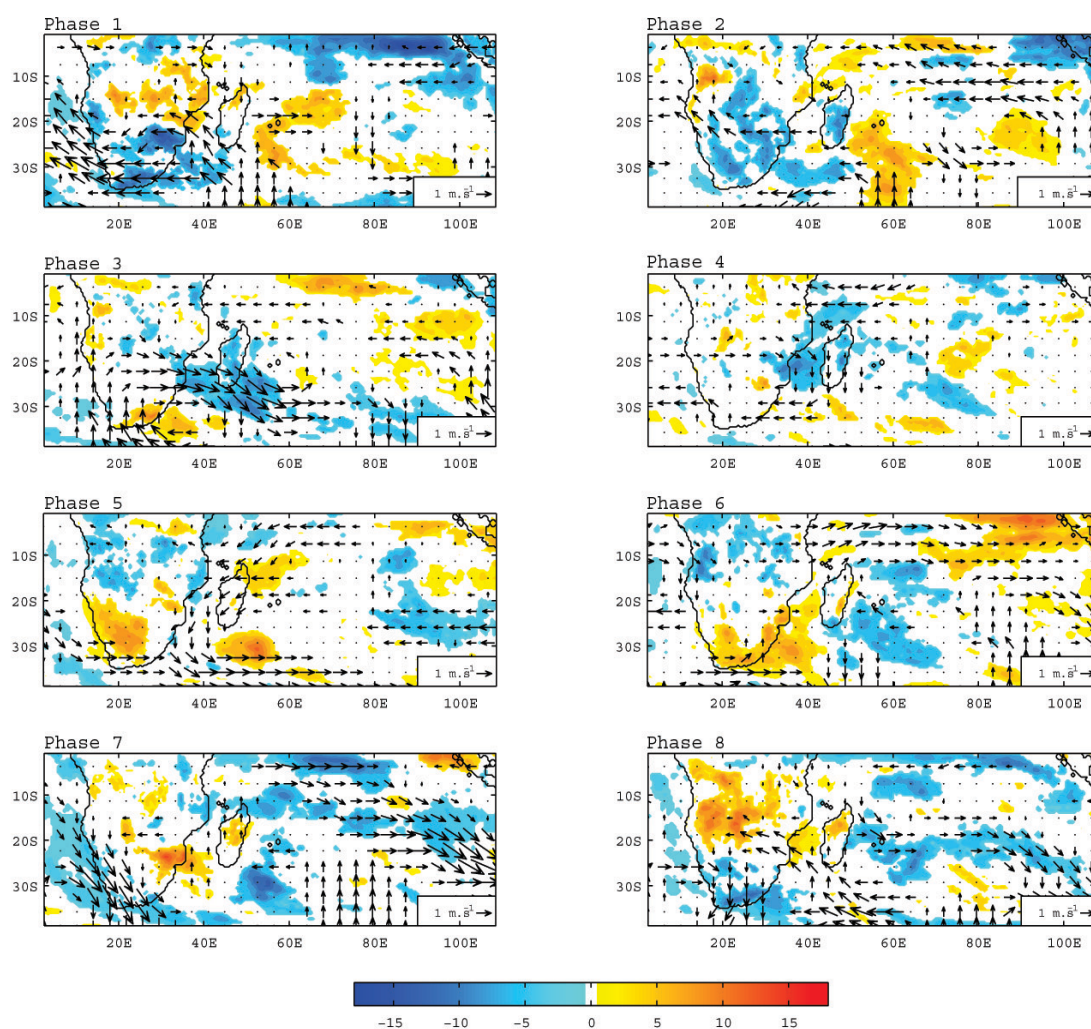 Phase 1
Phase 2
10S
20S
30S
1 m.s⁻¹
20E 40E 60E 80E 100E
10S
20S
30S
1 m.s⁻¹
20E 40E 60E 80E 100E
Phase 3
Phase 4
10S
20S
30S
1 m.s⁻¹
20E 40E 60E 80E 100E
10S
20S
30S
1 m.s⁻¹
20E 40E 60E 80E 100E
Phase 5
Phase 6
10S
20S
30S
1 m.s⁻¹
20E 40E 60E 80E 100E
10S
20S
30S
1 m.s⁻¹
20E 40E 60E 80E 100E
Phase 7
Phase 8
10S
20S
30S
1 m.s⁻¹
20E 40E 60E 80E 100E
10S
20S
30S
1 m.s⁻¹
20E 40E 60E 80E 100E
-15 -10 -5 0 5 10 15